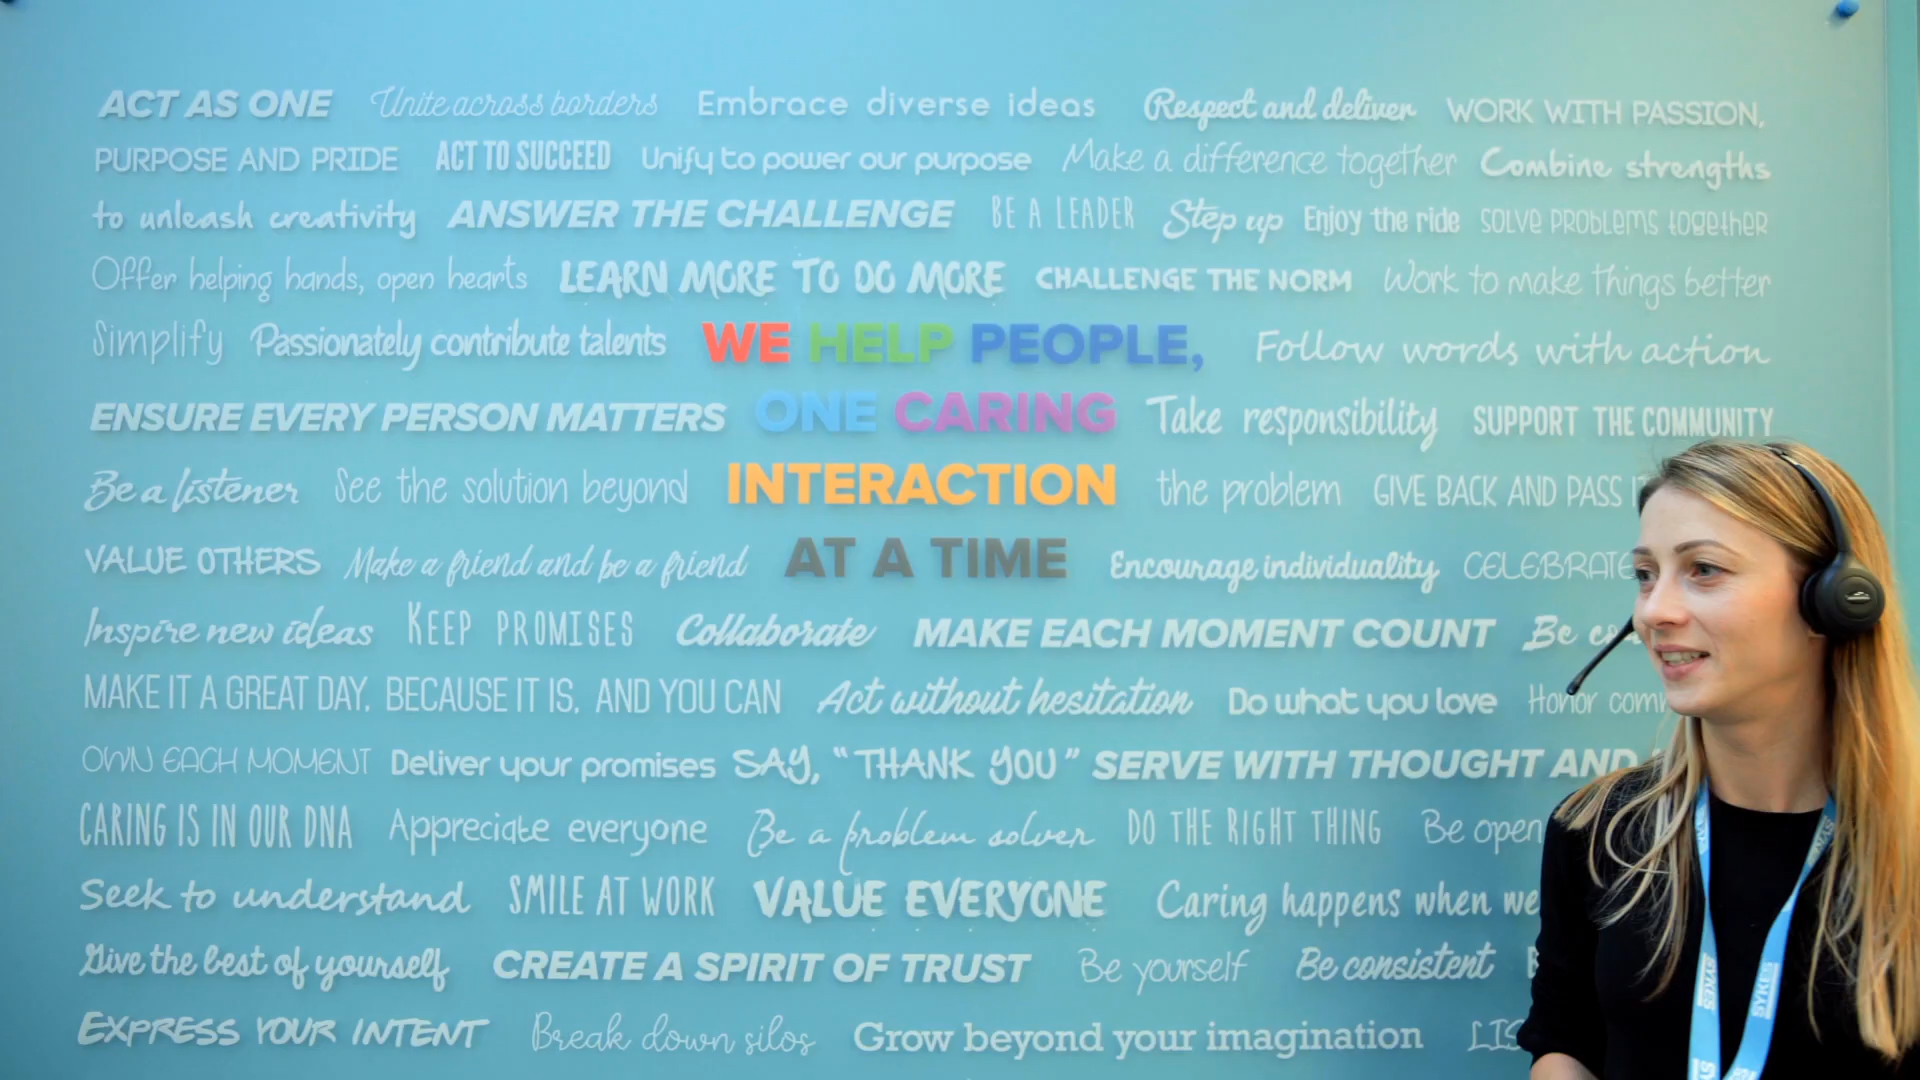 ACT AS ONE Unite across borders Embrace diverse ideas Respect and deliver WORK WITH PASSION,
PURPOSE AND PRIDE ACT TO SUCCEED Unify to power our purpose Make a difference together Combine strengths
to unleash creativity ANSWER THE CHALLENGE BE A LEADER Step up Enjoy the ride SOLVE PROBLEMS TOGETHER
Offer helping hands, open hearts LEARN MORE TO DO MORE CHALLENGE THE NORM Work to make things better
Simplify Passionately contribute talents WE HELP PEOPLE, Follow words with action
ENSURE EVERY PERSON MATTERS ONE CARING Take responsibility SUPPORT THE COMMUNITY
Be a listener See the solution beyond INTERACTION the problem GIVE BACK AND PASS
VALUE OTHERS Make a friend and be a friend AT A TIME Encourage individuality CELEBRATE
Inspire new ideas KEEP PROMISES Collaborate MAKE EACH MOMENT COUNT Be
MAKE IT A GREAT DAY, BECAUSE IT IS, AND YOU CAN Act without hesitation Do what you love Honor
OWN EACH MOMENT Deliver your promises SAY, "THANK YOU" SERVE WITH THOUGHT AND
CARING IS IN OUR DNA Appreciate everyone Be a problem solver DO THE RIGHT THING Be open
Seek to understand SMILE AT WORK VALUE EVERYONE Caring happens when we
Give the best of yourself CREATE A SPIRIT OF TRUST Be yourself Be consistent
EXPRESS YOUR INTENT Break down silos Grow beyond your imagination
SYKES
SYKES
SYKES